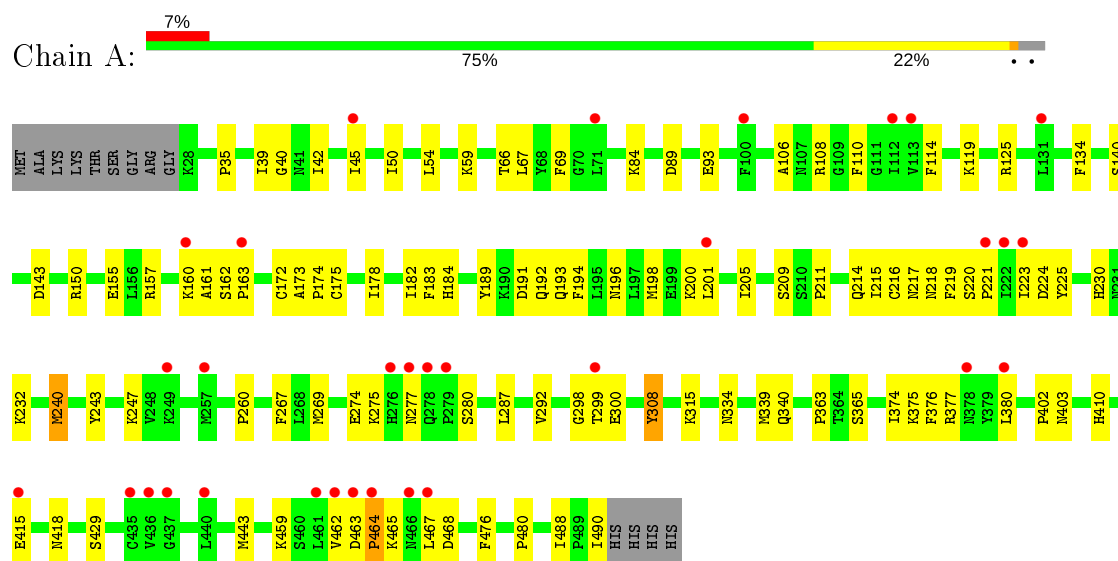 7%
Chain A:
75% 22% • •
MET ALA LYS LYS THR SER GLY ARG GLY K28 P35 I39 G40 N41 I42 I45 I50 L54 K59 T66 L67 Y68 F69 G70 L71 K84 D89 E93 F100 A106 N107 R108 G109 F110 G111 I112 V113 F114 K119 R125 L131 F134 S140
D143 R150 E155 L156 R157 K160 A161 S162 P163 C172 A173 P174 C175 I178 I182 F183 H184 Y189 K190 D191 Q192 Q193 F194 L195 N196 L197 M198 E199 K200 L201 I205 S209 S210 P211 Q214 I215 C216 N217 N218 F219 S220 P221 I222 I223 D224 Y225 H230 N231
K232 M240 Y243 K247 V248 K249 M257 P260 F267 L268 M269 E274 K275 H276 N277 Q278 P279 S280 L287 V292 G298 T299 E300 Y308 K315 N334 M339 Q340 P363 T364 S365 I374 K375 F376 R377 N378 Y379 L380 P402 N403 H410
E415 N418 S429 C435 V436 G437 L440 M443 K459 S460 L461 V462 D463 P464 K465 N466 L467 D468 F476 P480 I488 P489 I490 HIS HIS HIS HIS